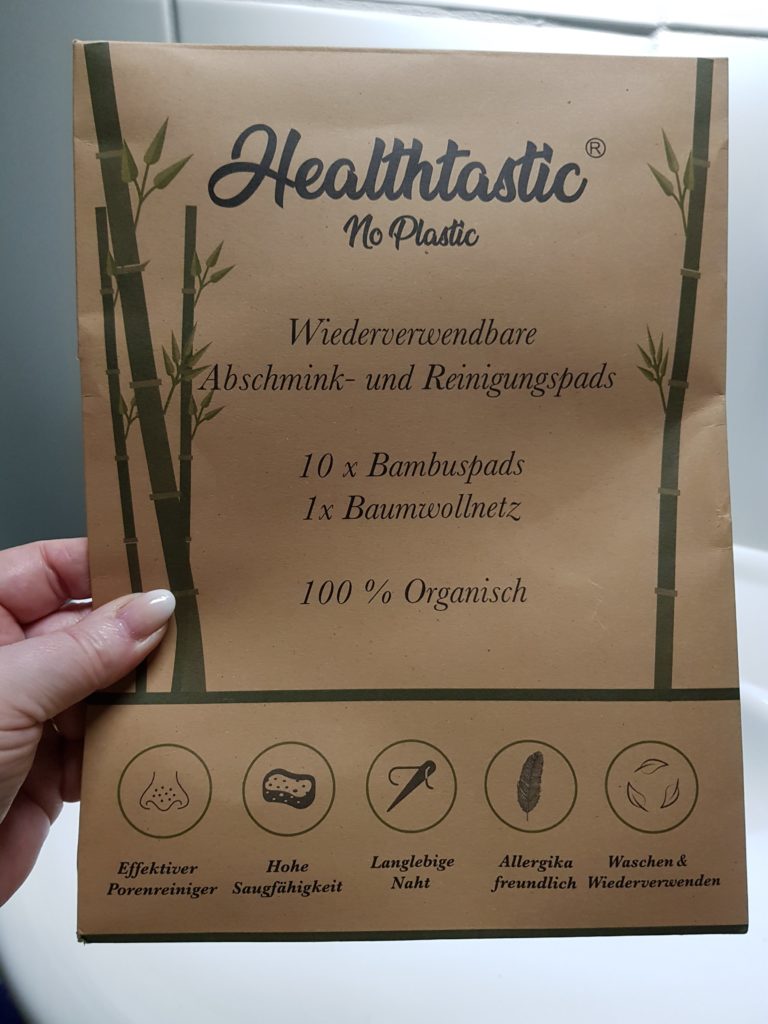 Healthtastic ®
No Plastic
Wiederverwendbare
Abschmink- und Reinigungspads
10 x Bambuspads
1x Baumwollnetz
100 % Organisch
Effektiver
Porenreiniger
Hohe
Saugfähigkeit
Langlebige
Naht
Allergika
freundlich
Waschen &
Wiederverwenden